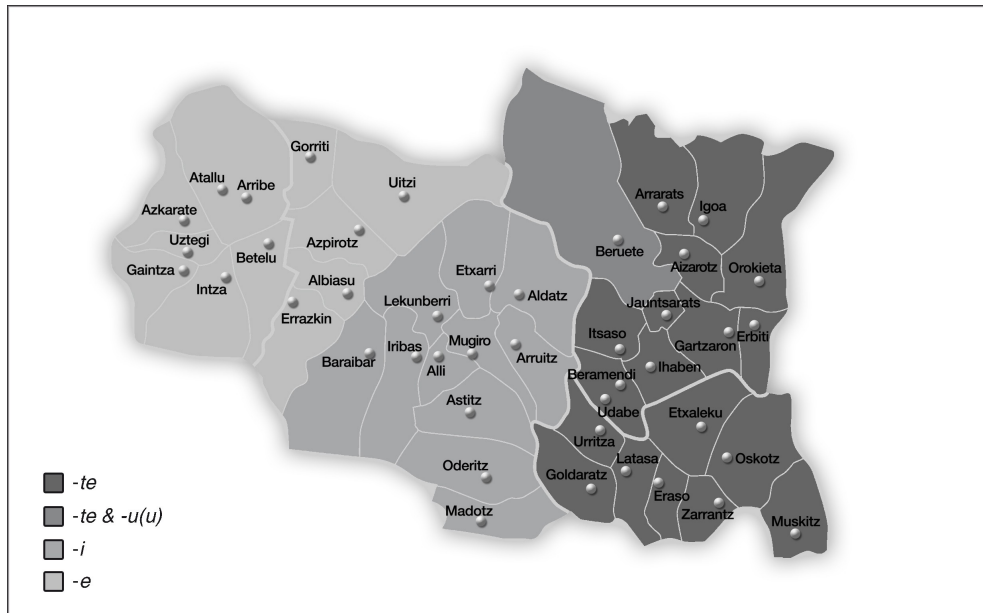 Gorriti
Uitzi
Atallu
Arribe
Ararats
Igoa
Azkarate
Uztegi
Azpirotz
Betelu
Beruete
Aizarotz
Orokieta
Gaintza
Intza
Albiasu
Etxarri
Aldatz
Errazkin
Lekunberri
Jauntsarats
Itsaso
Gartzaron
Erbiti
Baraibar
Iribas
Mugiro
Alli
Arruitz
Ihaben
Beramendi
Astitz
Udabe
Etxaleku
Urritza
Latasa
Oskotz
Oderitz
Goldaratz
Eraso
Zarrantz
Madotz
Muskitz
-te
-te & -u(u)
-i
-e